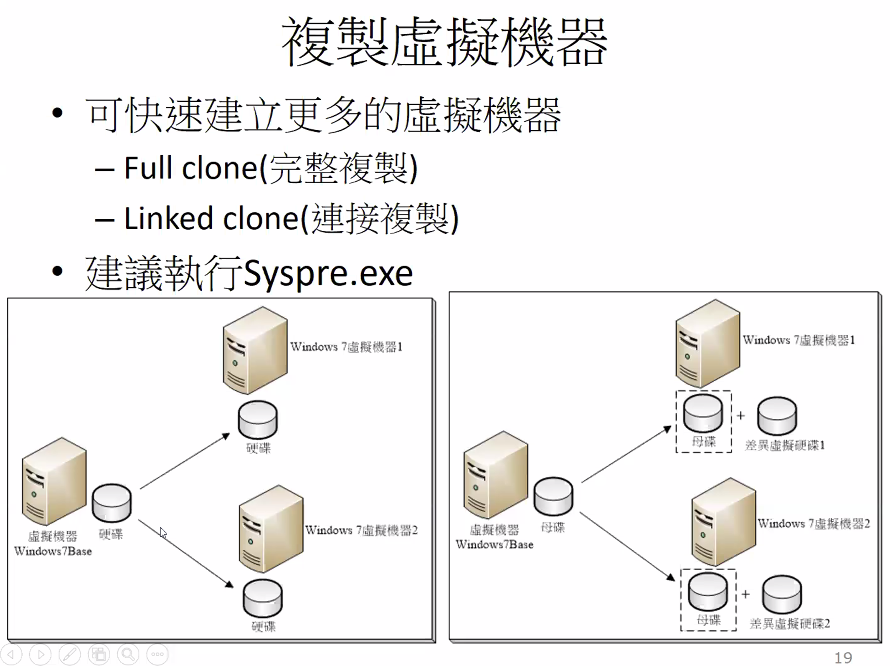 複製虛擬機器
• 可快速建立更多的虛擬機器
– Full clone(完整複製)
– Linked clone(連接複製)
• 建議執行Syspre.exe
Windows 7虛擬機器1
硬碟
虛擬機器
Windows7Base
硬碟
Windows 7虛擬機器2
硬碟
Windows 7虛擬機器1
母碟
+
差異虛擬硬碟1
虛擬機器
Windows7Base
母碟
Windows 7虛擬機器2
母碟
+
差異虛擬硬碟2
19